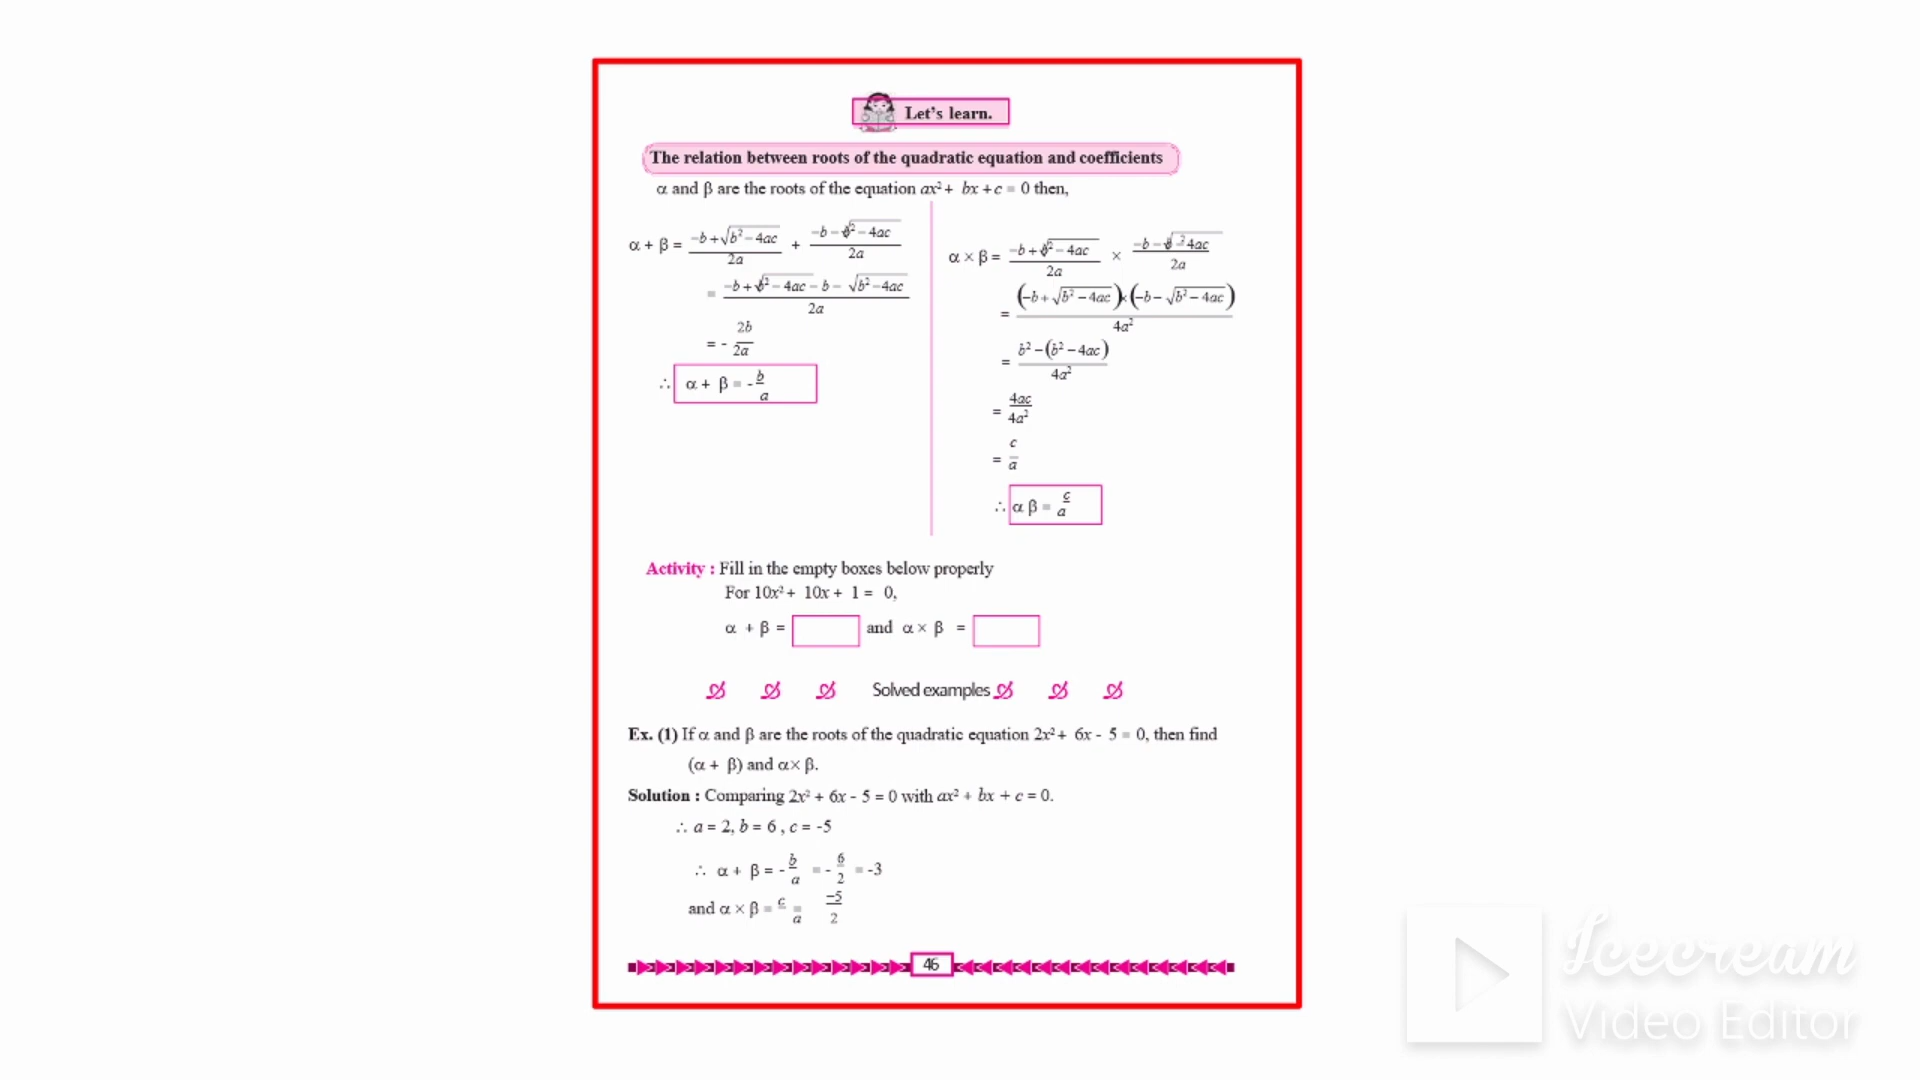 Let's learn.
The relation between roots of the quadratic equation and coefficients
α and β are the roots of the equation ax² + bx + c = 0 then,
α + β = (-b + √(b² - 4ac))/2a + (-b - √(b² - 4ac))/2a
= (-b + √(b² - 4ac) - b - √(b² - 4ac))/2a
= - 2b/2a
∴ α + β = - b/a
α × β = (-b + √(b² - 4ac))/2a × (-b - √(b² - 4ac))/2a
= (-b + √(b² - 4ac)) × (-b - √(b² - 4ac))/4a²
= (b² - (b² - 4ac))/4a²
= 4ac/4a²
= c/a
∴ α β = c/a
Activity : Fill in the empty boxes below properly
For 10x² + 10x + 1 = 0,
α + β = and α × β =
Solved examples
Ex. (1) If α and β are the roots of the quadratic equation 2x² + 6x - 5 = 0, then find
(α + β) and α × β.
Solution : Comparing 2x² + 6x - 5 = 0 with ax² + bx + c = 0.
∴ a = 2, b = 6 , c = -5
∴ α + β = - b/a = - 6/2 = -3
and α × β = c/a = -5/2
46
Icecream
Video Editor